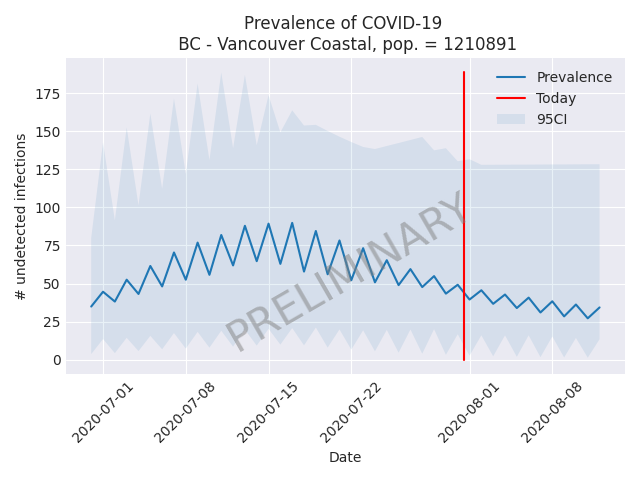 Prevalence of COVID-19
BC - Vancouver Coastal, pop. = 1210891
Prevalence
Today
95CI
# undetected infections
175
150
125
100
75
50
25
0
PRELIMINARY
2020-07-01
2020-07-08
2020-07-15
2020-07-22
2020-08-01
2020-08-08
Date